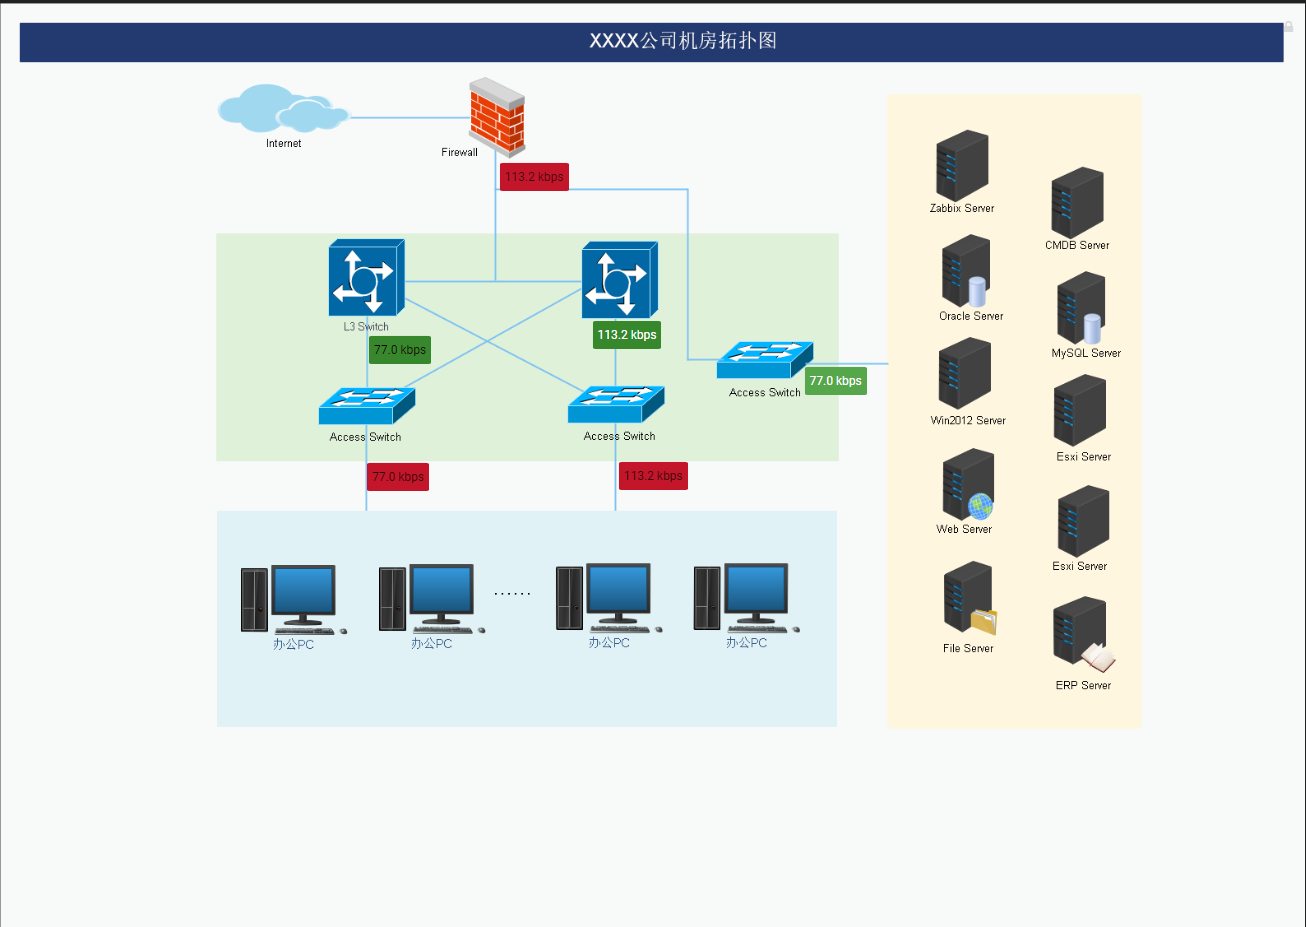 XXXX公司机房拓扑图
Internet
Firewall
113.2 kbps
Zabbix Server
CMDB Server
L3 Switch
77.0 kbps
113.2 kbps
Oracle Server
MySQL Server
Access Switch
77.0 kbps
Win2012 Server
Access Switch
Access Switch
Esxi Server
77.0 kbps
113.2 kbps
Web Server
Esxi Server
......
办公PC
办公PC
办公PC
办公PC
File Server
ERP Server